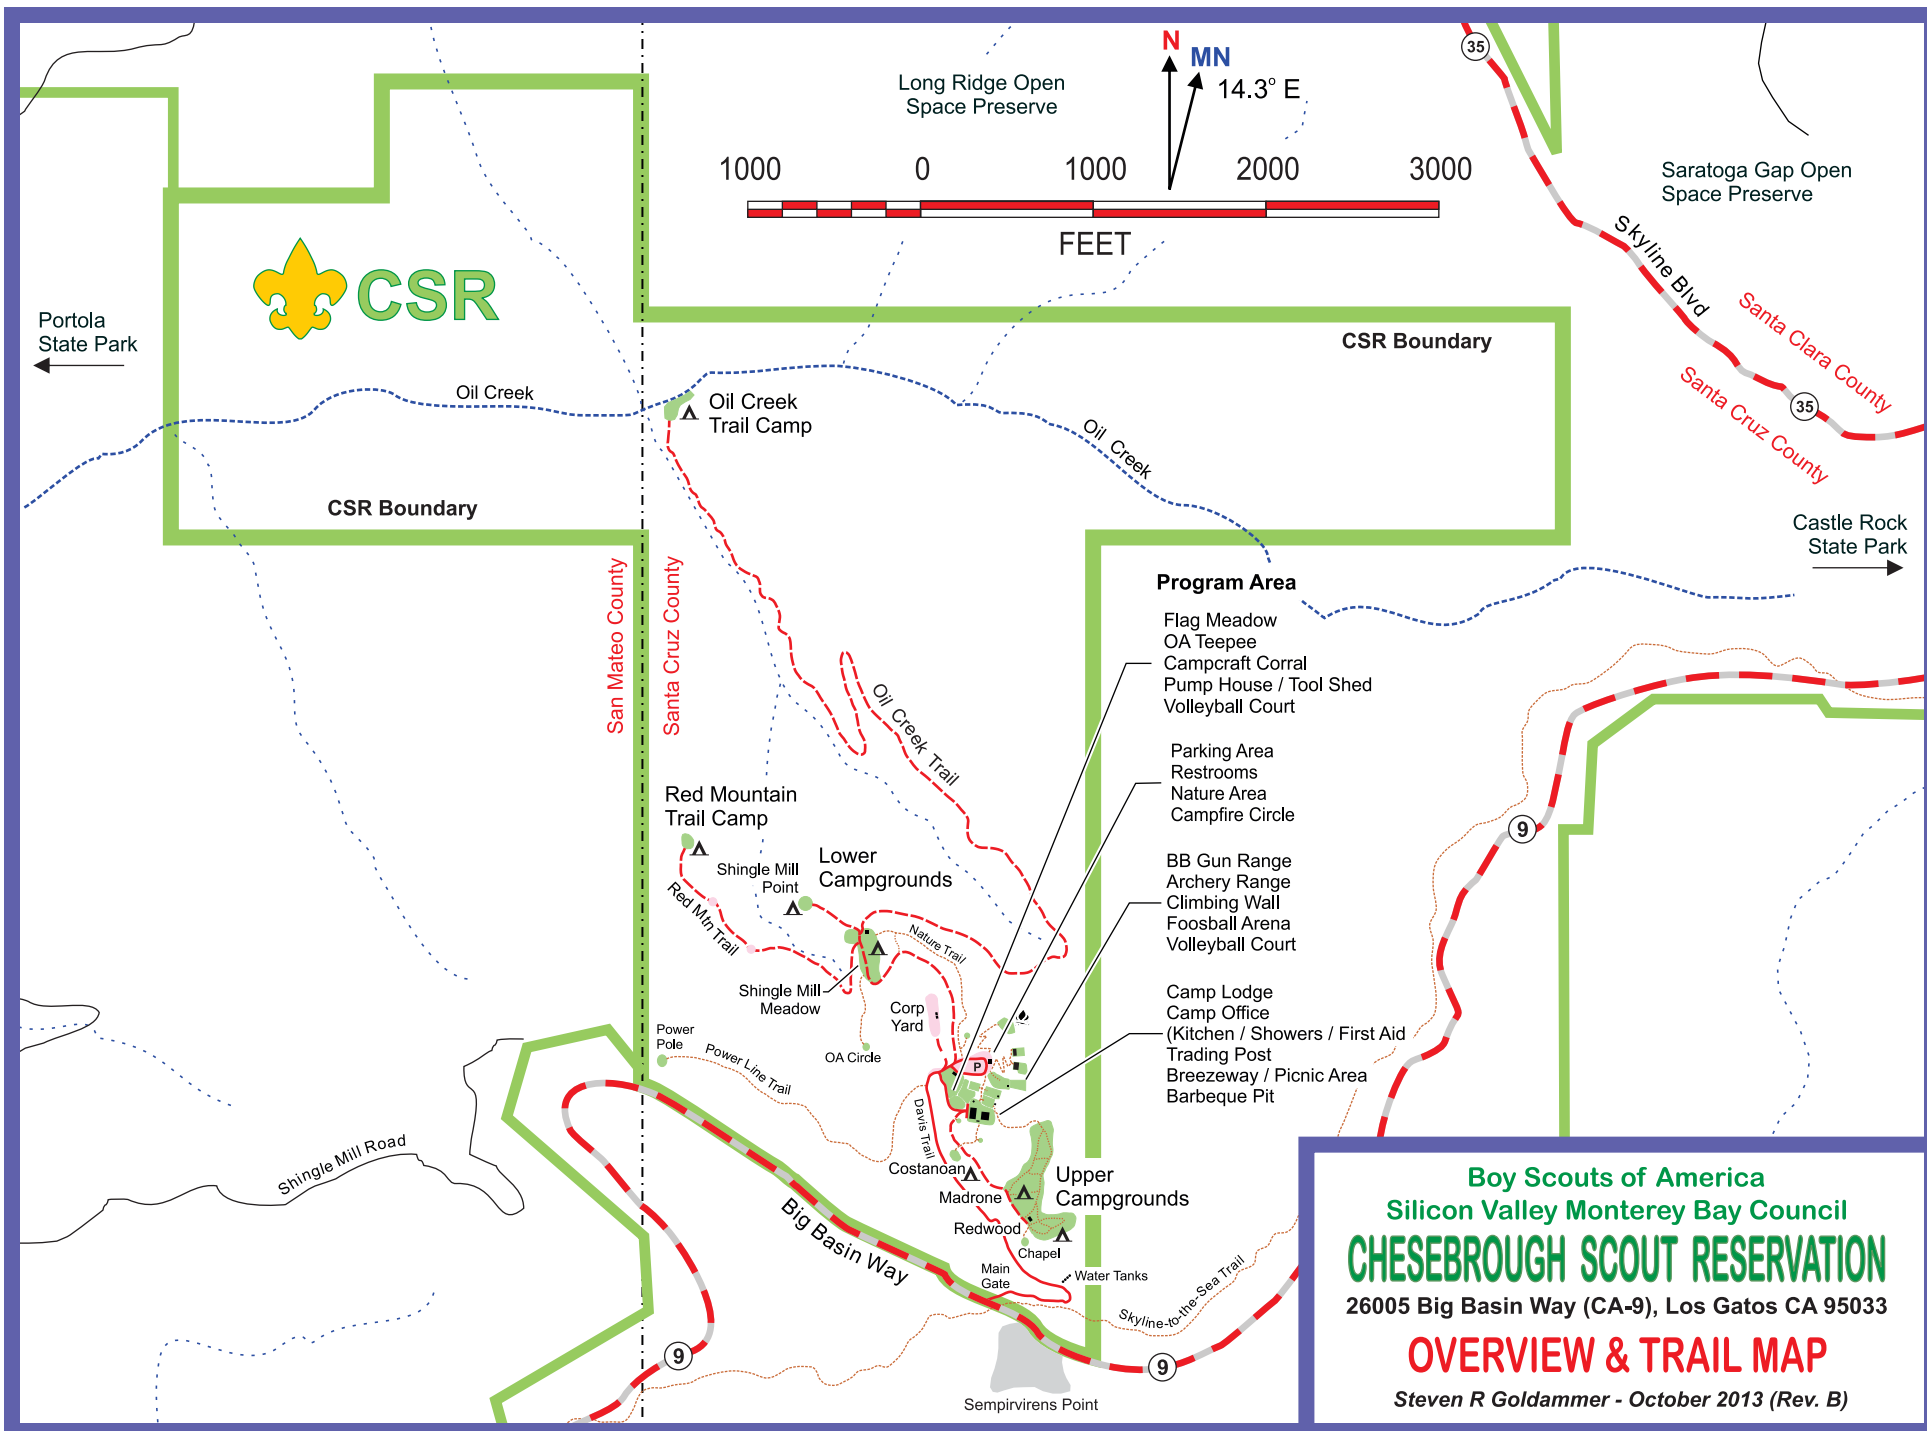 N
MN
14.3° E
35
Long Ridge Open
Space Preserve
1000 0 1000 2000 3000
FEET
Saratoga Gap Open
Space Preserve
Skyline Blvd
Santa Clara County
Santa Cruz County
35
CSR
Portola
State Park
CSR Boundary
Oil Creek
Oil Creek
Trail Camp
Oil Creek
CSR Boundary
Castle Rock
State Park
San Mateo County
Santa Cruz County
Program Area
Flag Meadow
OA Teepee
Campcraft Corral
Pump House / Tool Shed
Volleyball Court
Parking Area
Restrooms
Nature Area
Campfire Circle
BB Gun Range
Archery Range
Climbing Wall
Foosball Arena
Volleyball Court
Camp Lodge
Camp Office
(Kitchen / Showers / First Aid
Trading Post
Breezeway / Picnic Area
Barbeque Pit
Oil Creek Trail
Red Mountain
Trail Camp
Shingle Mill
Point
Lower
Campgrounds
Red Mtn Trail
Nature Trail
Shingle Mill
Meadow
Corp
Yard
OA Circle
Power
Pole
Power Line Trail
P
Davis Trail
Costanoan
Madrone
Redwood
Upper
Campgrounds
Chapel
Main
Gate
Water Tanks
Shingle Mill Road
Big Basin Way
Skyline-to-the-Sea Trail
9
9
9
Sempirvirens Point
Boy Scouts of America
Silicon Valley Monterey Bay Council
CHESEBROUGH SCOUT RESERVATION
26005 Big Basin Way (CA-9), Los Gatos CA 95033
OVERVIEW & TRAIL MAP
Steven R Goldammer - October 2013 (Rev. B)